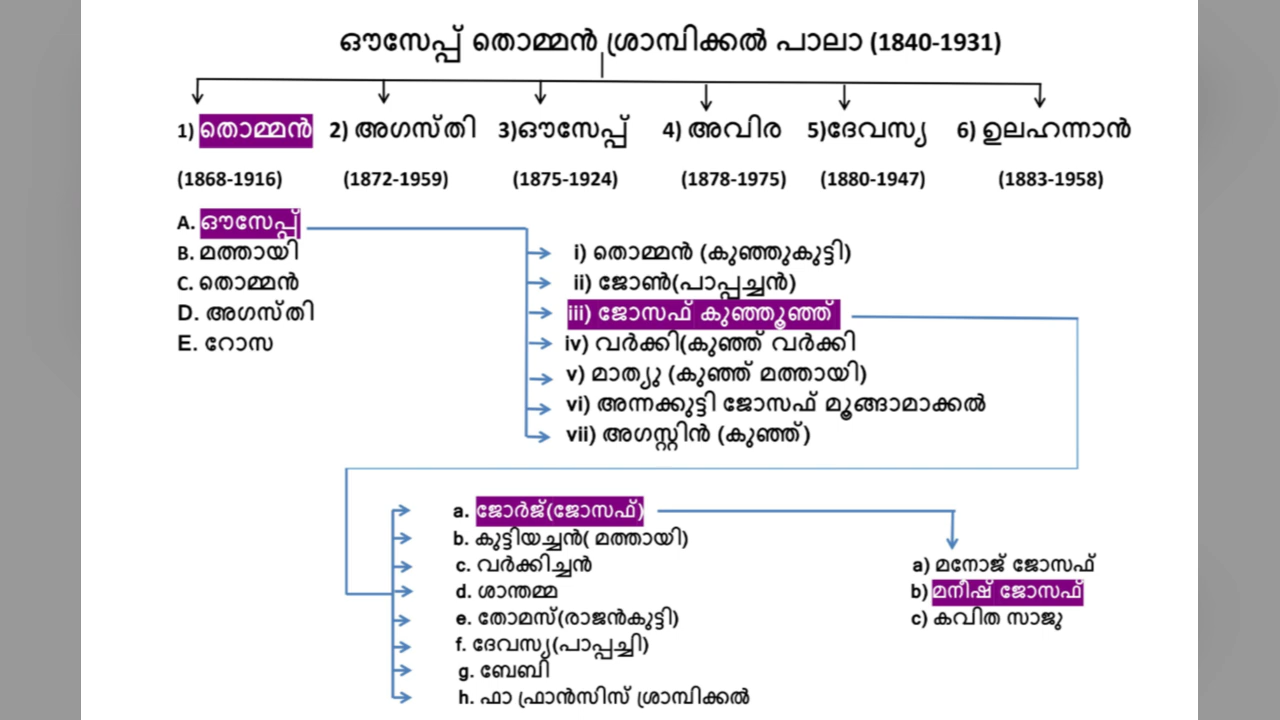 ഔസേപ്പ് തൊമ്മൻ ശ്രാമ്പിക്കൽ പാലാ (1840-1931)
1) തൊമ്മൻ 2) അഗസ്തി 3)ഔസേപ്പ് 4) അവിര 5)ദേവസ്യ 6) ഉലഹന്നാൻ
(1868-1916) (1872-1959) (1875-1924) (1878-1975) (1880-1947) (1883-1958)
A. ഔസേപ്പ്
B. മത്തായി
C. തൊമ്മൻ
D. അഗസ്തി
E. റോസ
i) തൊമ്മൻ (കുഞ്ഞുകുട്ടി)
ii) ജോൺ(പാപ്പച്ചൻ)
iii) ജോസഫ് കുഞ്ഞൂഞ്ഞ്
iv) വർക്കി(കുഞ്ഞ് വർക്കി
v) മാത്യു (കുഞ്ഞ് മത്തായി)
vi) അന്നക്കുട്ടി ജോസഫ് മൂങ്ങാമാക്കൽ
vii) അഗസ്റ്റിൻ (കുഞ്ഞ്)
a. ജോർജ്(ജോസഫ്)
b. കുട്ടിയച്ചൻ( മത്തായി)
c. വർക്കിച്ചൻ
d. ശാന്തമ്മ
e. തോമസ്(രാജൻകുട്ടി)
f. ദേവസ്യ(പാപ്പച്ചി)
g. ബേബി
h. ഫാ ഫ്രാൻസിസ് ശ്രാമ്പിക്കൽ
a) മനോജ് ജോസഫ്
b) മനീഷ് ജോസഫ്
c) കവിത സാജു